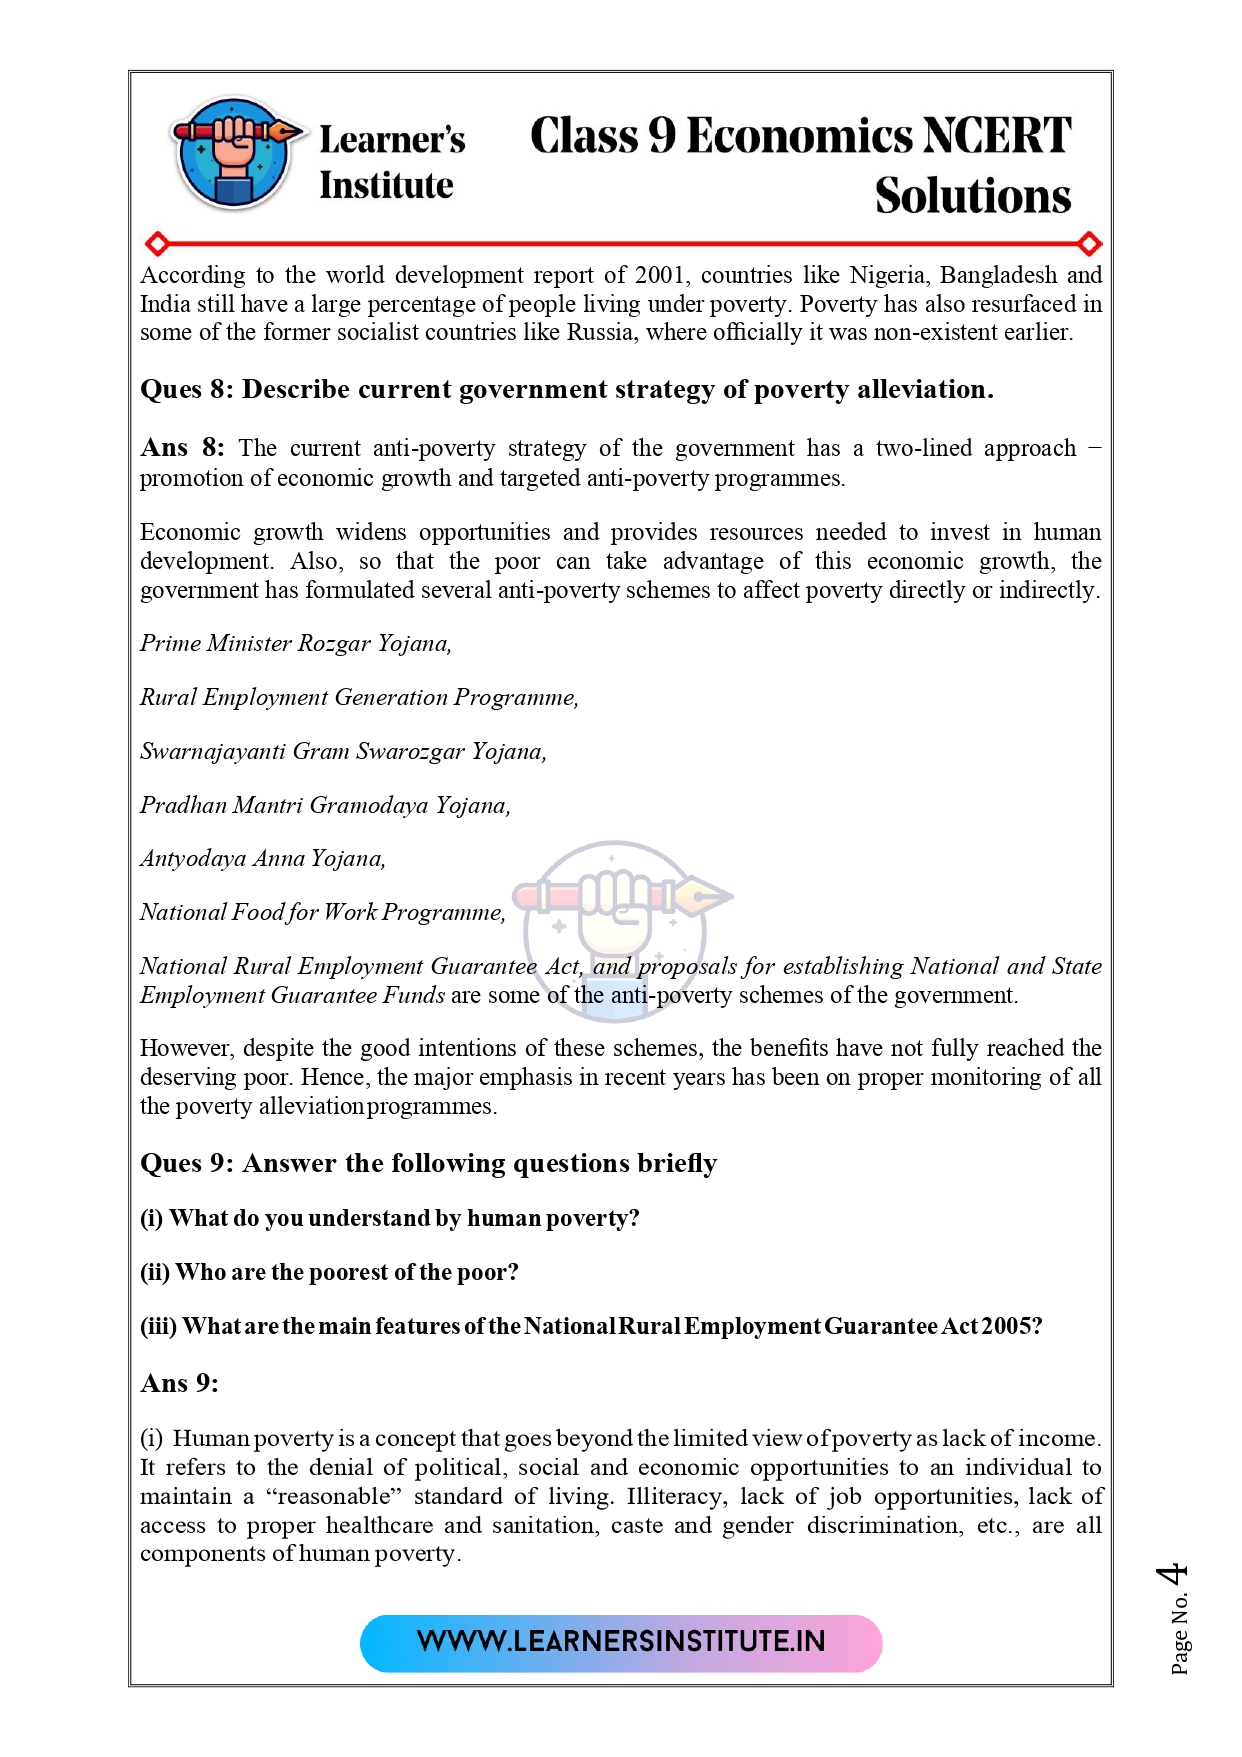 Learner's
Institute
Class 9 Economics NCERT
Solutions
According to the world development report of 2001, countries like Nigeria, Bangladesh and
India still have a large percentage of people living under poverty. Poverty has also resurfaced in
some of the former socialist countries like Russia, where officially it was non-existent earlier.
Ques 8: Describe current government strategy of poverty alleviation.
Ans 8: The current anti-poverty strategy of the government has a two-lined approach −
promotion of economic growth and targeted anti-poverty programmes.
Economic growth widens opportunities and provides resources needed to invest in human
development. Also, so that the poor can take advantage of this economic growth, the
government has formulated several anti-poverty schemes to affect poverty directly or indirectly.
Prime Minister Rozgar Yojana,
Rural Employment Generation Programme,
Swarnajayanti Gram Swarozgar Yojana,
Pradhan Mantri Gramodaya Yojana,
Antyodaya Anna Yojana,
National Food for Work Programme,
National Rural Employment Guarantee Act, and proposals for establishing National and State
Employment Guarantee Funds are some of the anti-poverty schemes of the government.
However, despite the good intentions of these schemes, the benefits have not fully reached the
deserving poor. Hence, the major emphasis in recent years has been on proper monitoring of all
the poverty alleviation programmes.
Ques 9: Answer the following questions briefly
(i) What do you understand by human poverty?
(ii) Who are the poorest of the poor?
(iii) What are the main features of the National Rural Employment Guarantee Act 2005?
Ans 9:
(i) Human poverty is a concept that goes beyond the limited view of poverty as lack of income.
It refers to the denial of political, social and economic opportunities to an individual to
maintain a “reasonable” standard of living. Illiteracy, lack of job opportunities, lack of
access to proper healthcare and sanitation, caste and gender discrimination, etc., are all
components of human poverty.
WWW.LEARNERSINSTITUTE.IN
Page No. 4